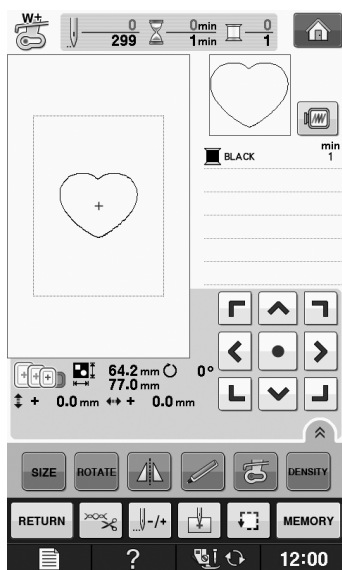 W+
0 0min 0
299 1min 1
min
BLACK 1
64.2 mm 0°
77.0 mm
+ 0.0 mm + 0.0 mm
SIZE ROTATE DENSITY
RETURN -/+ MEMORY
? 12:00